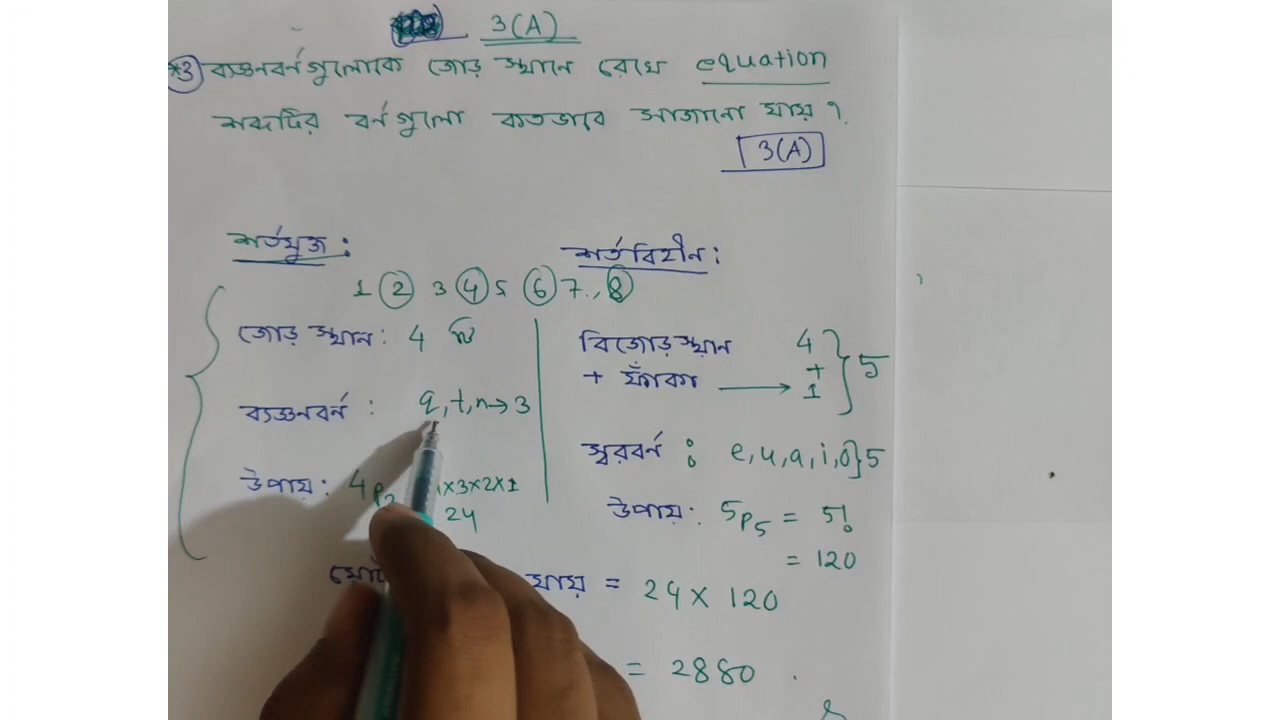 3(A)
*3 ব্যঞ্জনবর্নগুলোকে জোড় স্থানে রেখে equation
শব্দটির বর্নগুলো কতভাবে সাজানো যায় ?
3(A)
শর্তযুক্ত : শর্তবিহীন :
1 2 3 4 5 6 7 , 8
জোড় স্থান : 4 টি
বিজোড় স্থান 4
+ ফাঁকা → + 1 } 5
ব্যঞ্জনবর্ন : q, t, n → 3
স্বরবর্ন : e, u, a, i, o } 5
উপায় : 4P3 ×3×2×1
24
উপায় : 5P5 = 5!
= 120
যায় = 24 × 120
= 2880